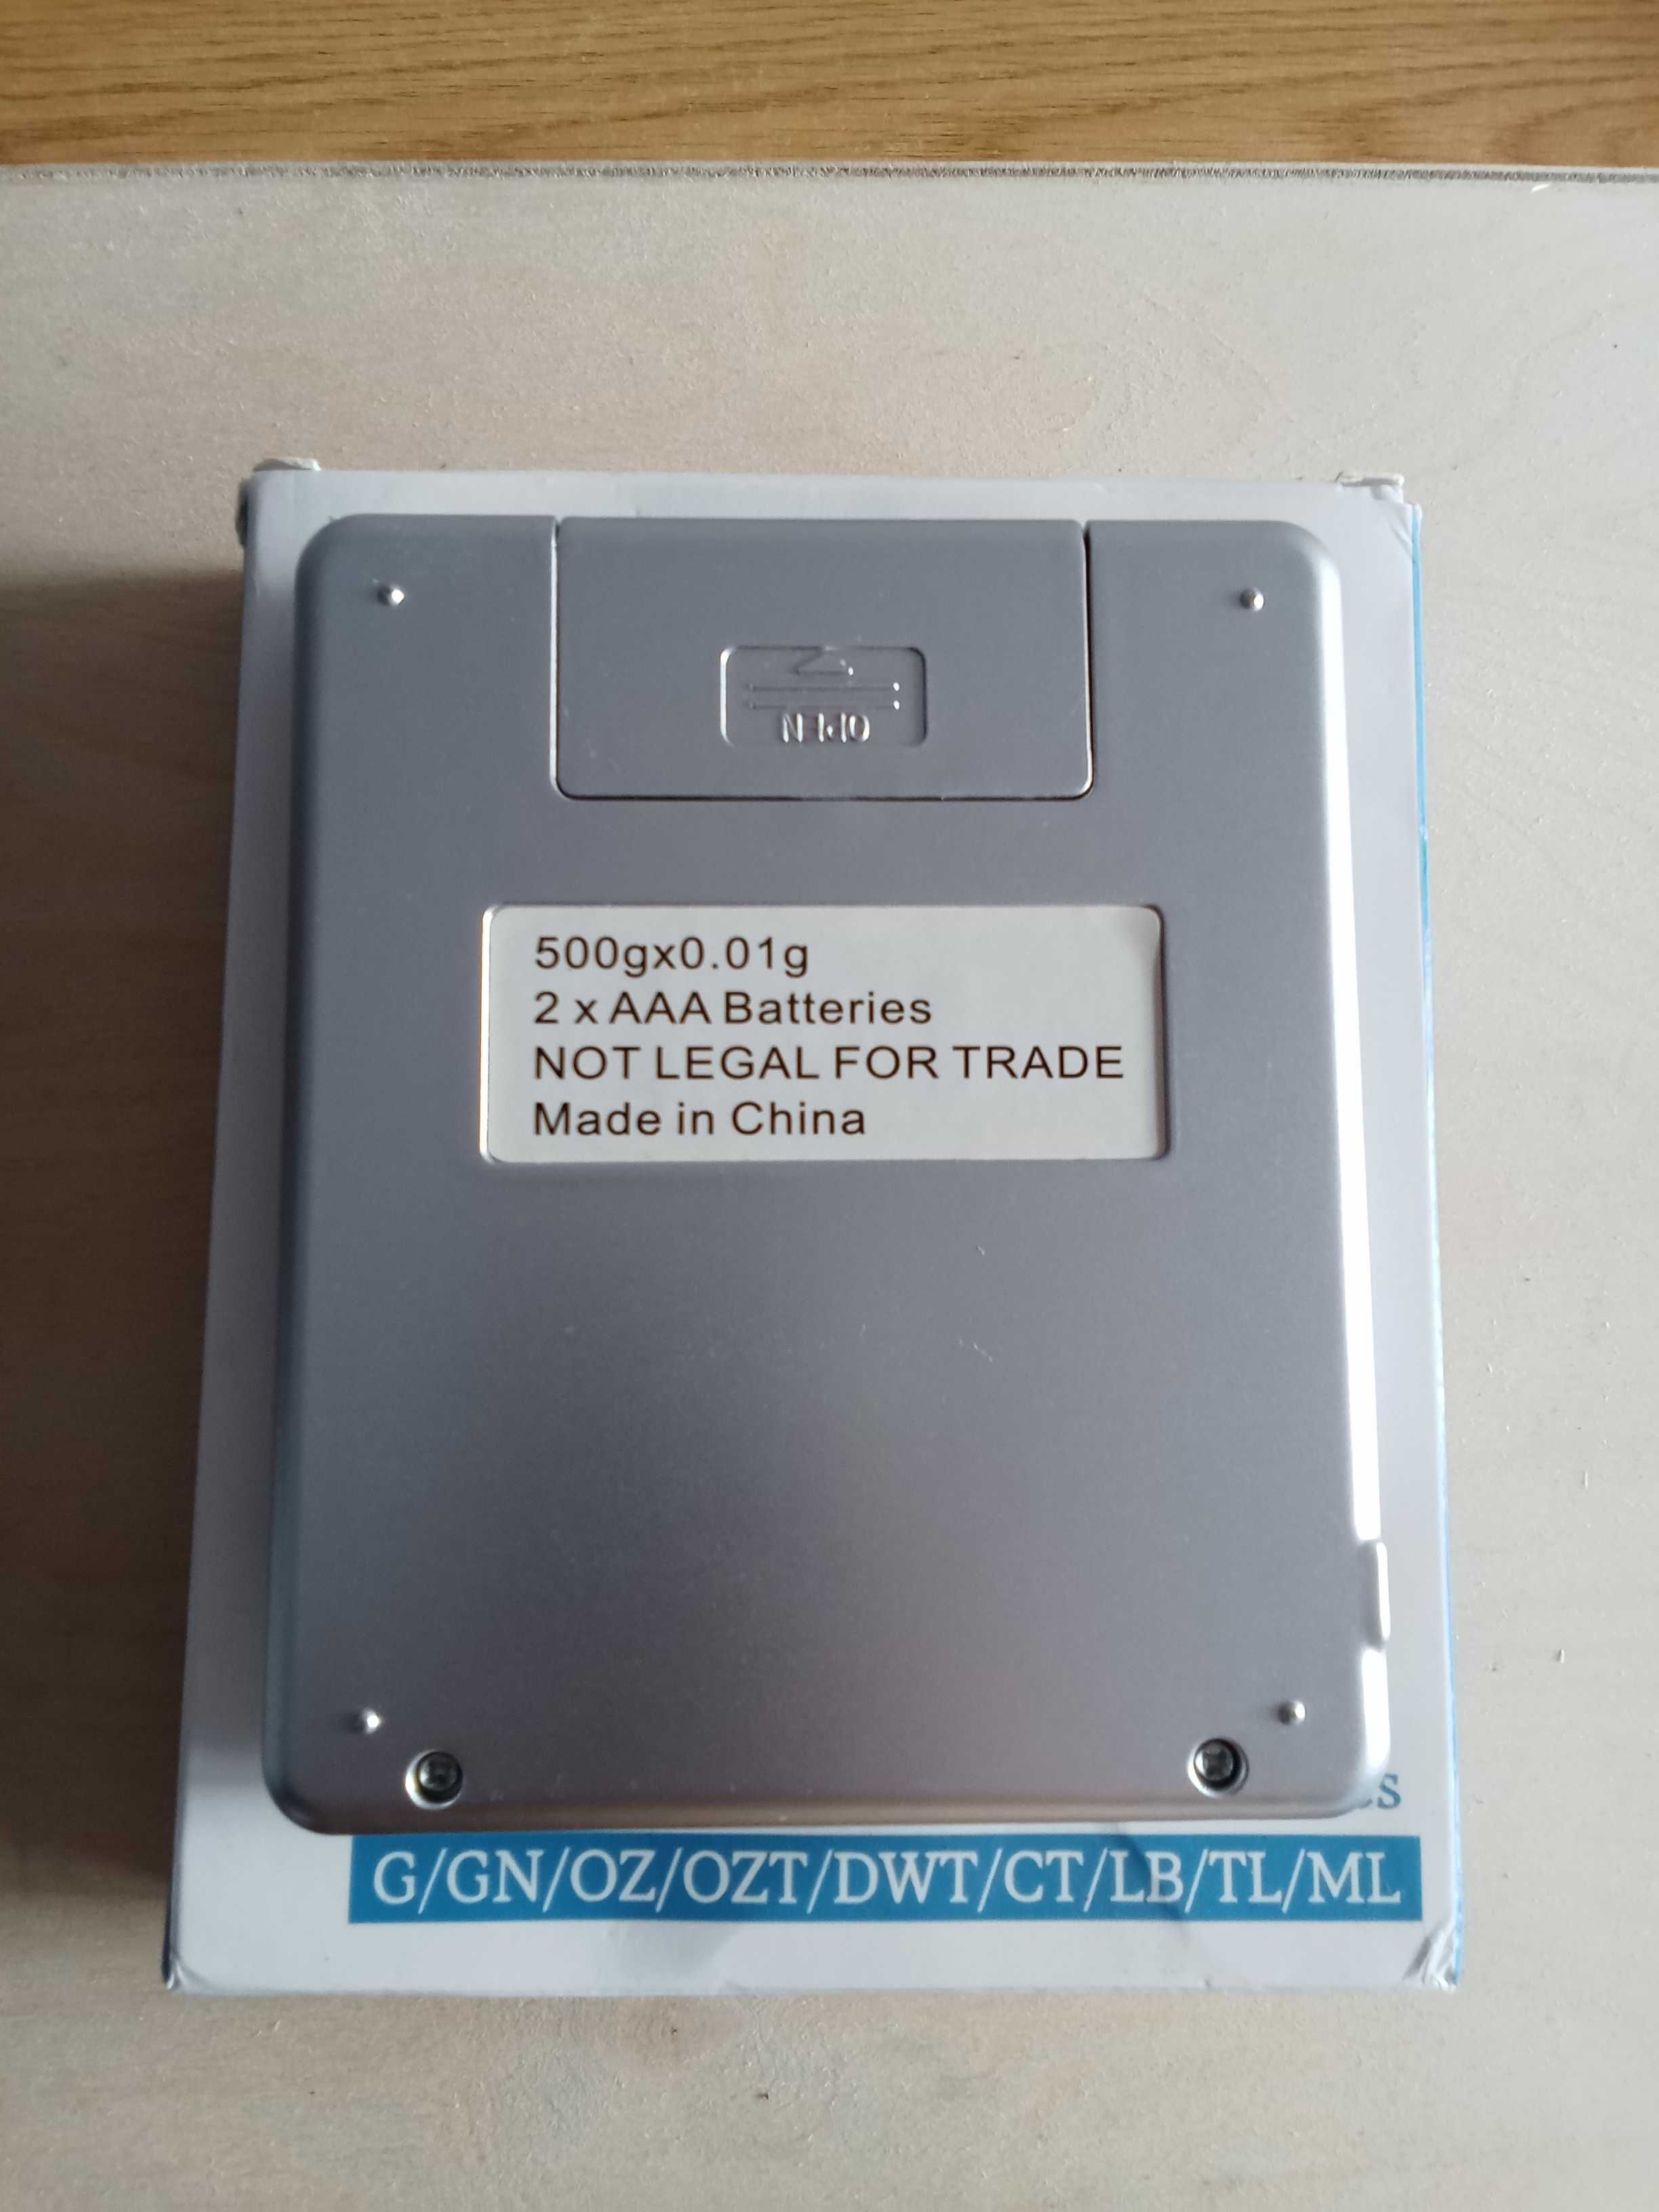 OPEN
500gx0.01g
2 x AAA Batteries
NOT LEGAL FOR TRADE
Made in China
G/GN/OZ/OZT/DWT/CT/LB/TL/ML